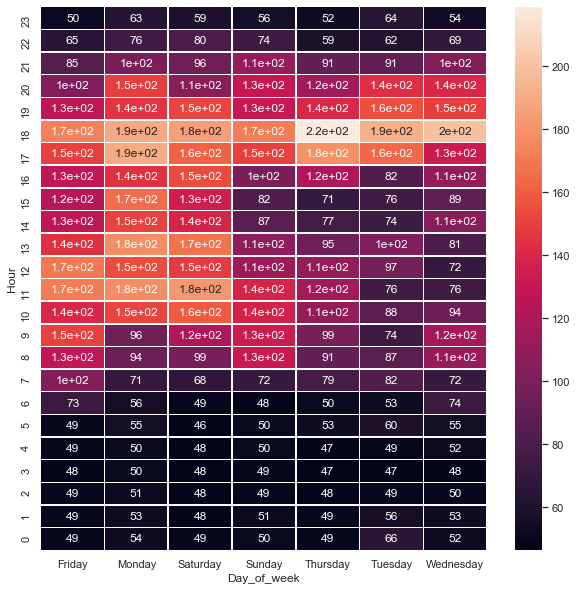 23 50 63 59 56 52 64 54
22 65 76 80 74 59 62 69
21 85 1e+02 96 1.1e+02 91 91 1e+02
20 1e+02 1.5e+02 1.1e+02 1.3e+02 1.2e+02 1.4e+02 1.4e+02
19 1.3e+02 1.4e+02 1.5e+02 1.3e+02 1.4e+02 1.6e+02 1.5e+02
18 1.7e+02 1.9e+02 1.8e+02 1.7e+02 2.2e+02 1.9e+02 2e+02
17 1.5e+02 1.9e+02 1.6e+02 1.5e+02 1.8e+02 1.6e+02 1.3e+02
16 1.3e+02 1.4e+02 1.5e+02 1e+02 1.2e+02 82 1.1e+02
15 1.2e+02 1.7e+02 1.3e+02 82 71 76 89
14 1.3e+02 1.5e+02 1.4e+02 87 77 74 1.1e+02
13 1.4e+02 1.8e+02 1.7e+02 1.1e+02 95 1e+02 81
12 1.7e+02 1.5e+02 1.5e+02 1.1e+02 1.1e+02 97 72
11 1.7e+02 1.8e+02 1.8e+02 1.4e+02 1.2e+02 76 76
10 1.4e+02 1.5e+02 1.6e+02 1.4e+02 1.1e+02 88 94
9 1.5e+02 96 1.2e+02 1.3e+02 99 74 1.2e+02
8 1.3e+02 94 99 1.3e+02 91 87 1.1e+02
7 1e+02 71 68 72 79 82 72
6 73 56 49 48 50 53 74
5 49 55 46 50 53 60 55
4 49 50 48 50 47 49 52
3 48 50 48 49 47 47 48
2 49 51 48 49 48 49 50
1 49 53 48 51 49 56 53
0 49 54 49 50 49 66 52
Hour
Friday Monday Saturday Sunday Thursday Tuesday Wednesday
Day_of_week
200
180
160
140
120
100
80
60